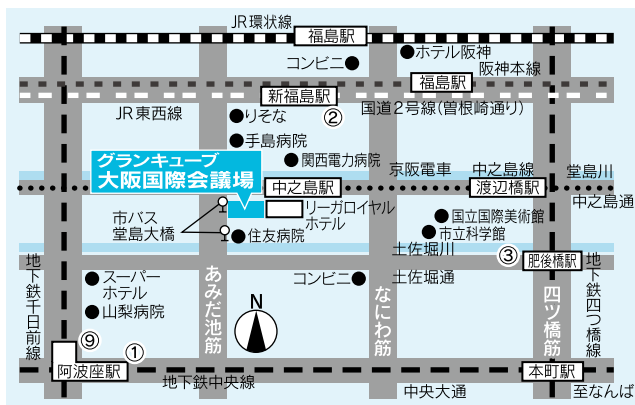 JR環状線
福島駅
コンビニ
ホテル阪神
阪神本線
福島駅
新福島駅
②
国道2号線(曽根崎通り)
JR東西線
りそな
手島病院
関西電力病院
グランキューブ
大阪国際会議場
京阪電車 中之島線
堂島川
中之島駅
渡辺橋駅
中之島通
市バス
堂島大橋
リーガロイヤル
ホテル
国立国際美術館
市立科学館
住友病院
土佐堀川
③
肥後橋駅
地下鉄千日前線
スーパー
ホテル
山梨病院
あみだ池筋
コンビニ
土佐堀通
なにわ筋
四ツ橋筋
地下鉄四つ橋線
N
⑨
①
阿波座駅
地下鉄中央線
本町駅
中央大通
至なんば